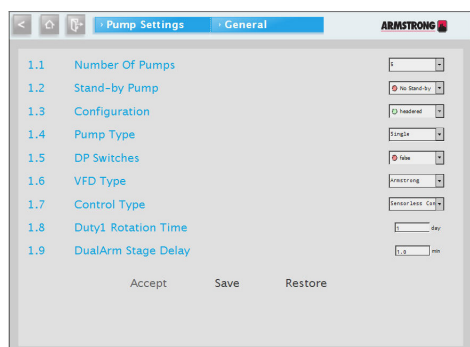 < Pump Settings General ARMSTRONG
1.1 Number Of Pumps 5
1.2 Stand-by Pump No Stand-by
1.3 Configuration headered
1.4 Pump Type Single
1.5 DP Switches false
1.6 VFD Type Armstrong
1.7 Control Type Sensorless Con
1.8 Duty1 Rotation Time 1 day
1.9 DualArm Stage Delay 1.0 min
Accept Save Restore